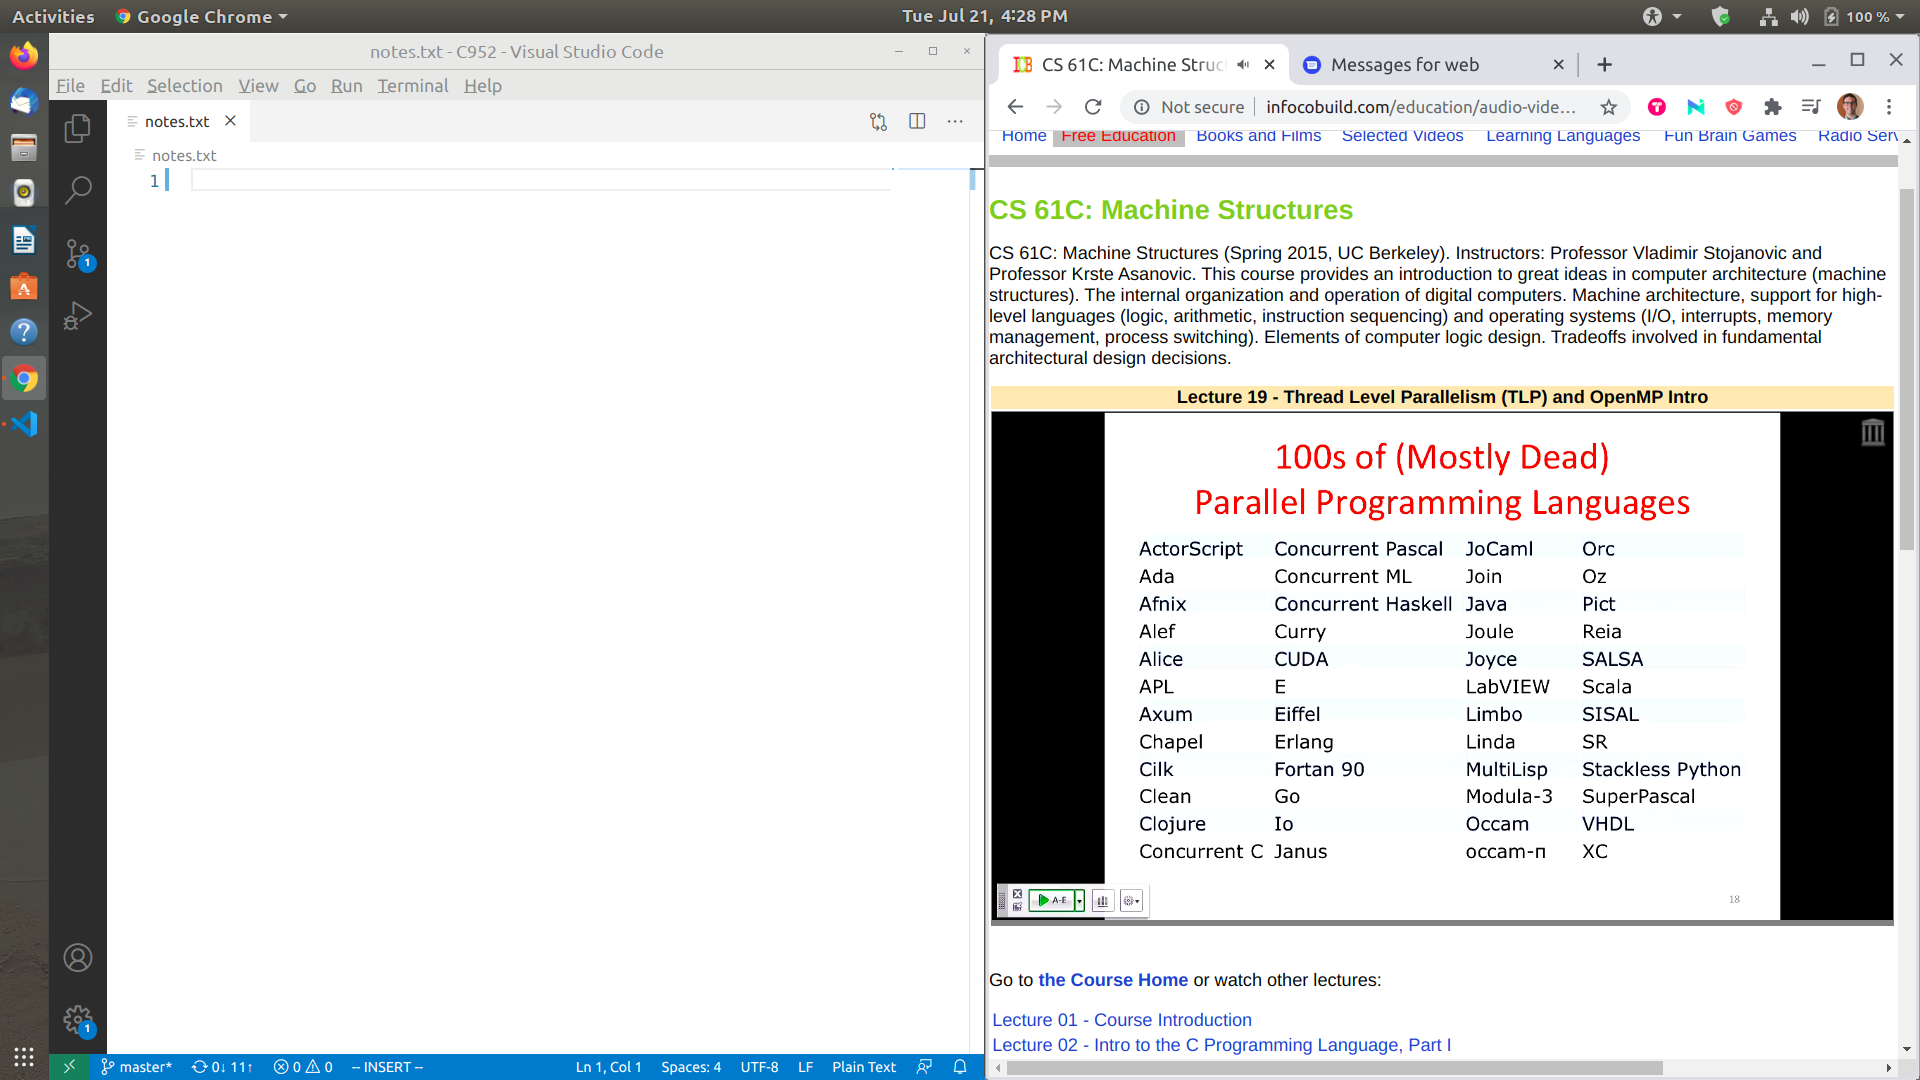 Activities
Google Chrome
Tue Jul 21, 4:28 PM
100 %
notes.txt - C952 - Visual Studio Code
File Edit Selection View Go Run Terminal Help
notes.txt
notes.txt
1
1
1
master* 0↓ 11↑ 0 0 -- INSERT -- Ln 1, Col 1 Spaces: 4 UTF-8 LF Plain Text
CS 61C: Machine Struc
Messages for web
Not secure infocobuild.com/education/audio-vide...
Home Free Education Books and Films Selected Videos Learning Languages Fun Brain Games Radio Serv
CS 61C: Machine Structures
CS 61C: Machine Structures (Spring 2015, UC Berkeley). Instructors: Professor Vladimir Stojanovic and
Professor Krste Asanovic. This course provides an introduction to great ideas in computer architecture (machine
structures). The internal organization and operation of digital computers. Machine architecture, support for high-
level languages (logic, arithmetic, instruction sequencing) and operating systems (I/O, interrupts, memory
management, process switching). Elements of computer logic design. Tradeoffs involved in fundamental
architectural design decisions.
Lecture 19 - Thread Level Parallelism (TLP) and OpenMP Intro
100s of (Mostly Dead)
Parallel Programming Languages
ActorScript Concurrent Pascal JoCaml Orc
Ada Concurrent ML Join Oz
Afnix Concurrent Haskell Java Pict
Alef Curry Joule Reia
Alice CUDA Joyce SALSA
APL E LabVIEW Scala
Axum Eiffel Limbo SISAL
Chapel Erlang Linda SR
Cilk Fortan 90 MultiLisp Stackless Python
Clean Go Modula-3 SuperPascal
Clojure Io Occam VHDL
Concurrent C Janus occam-π XC
A-E
18
Go to the Course Home or watch other lectures:
Lecture 01 - Course Introduction
Lecture 02 - Intro to the C Programming Language, Part I